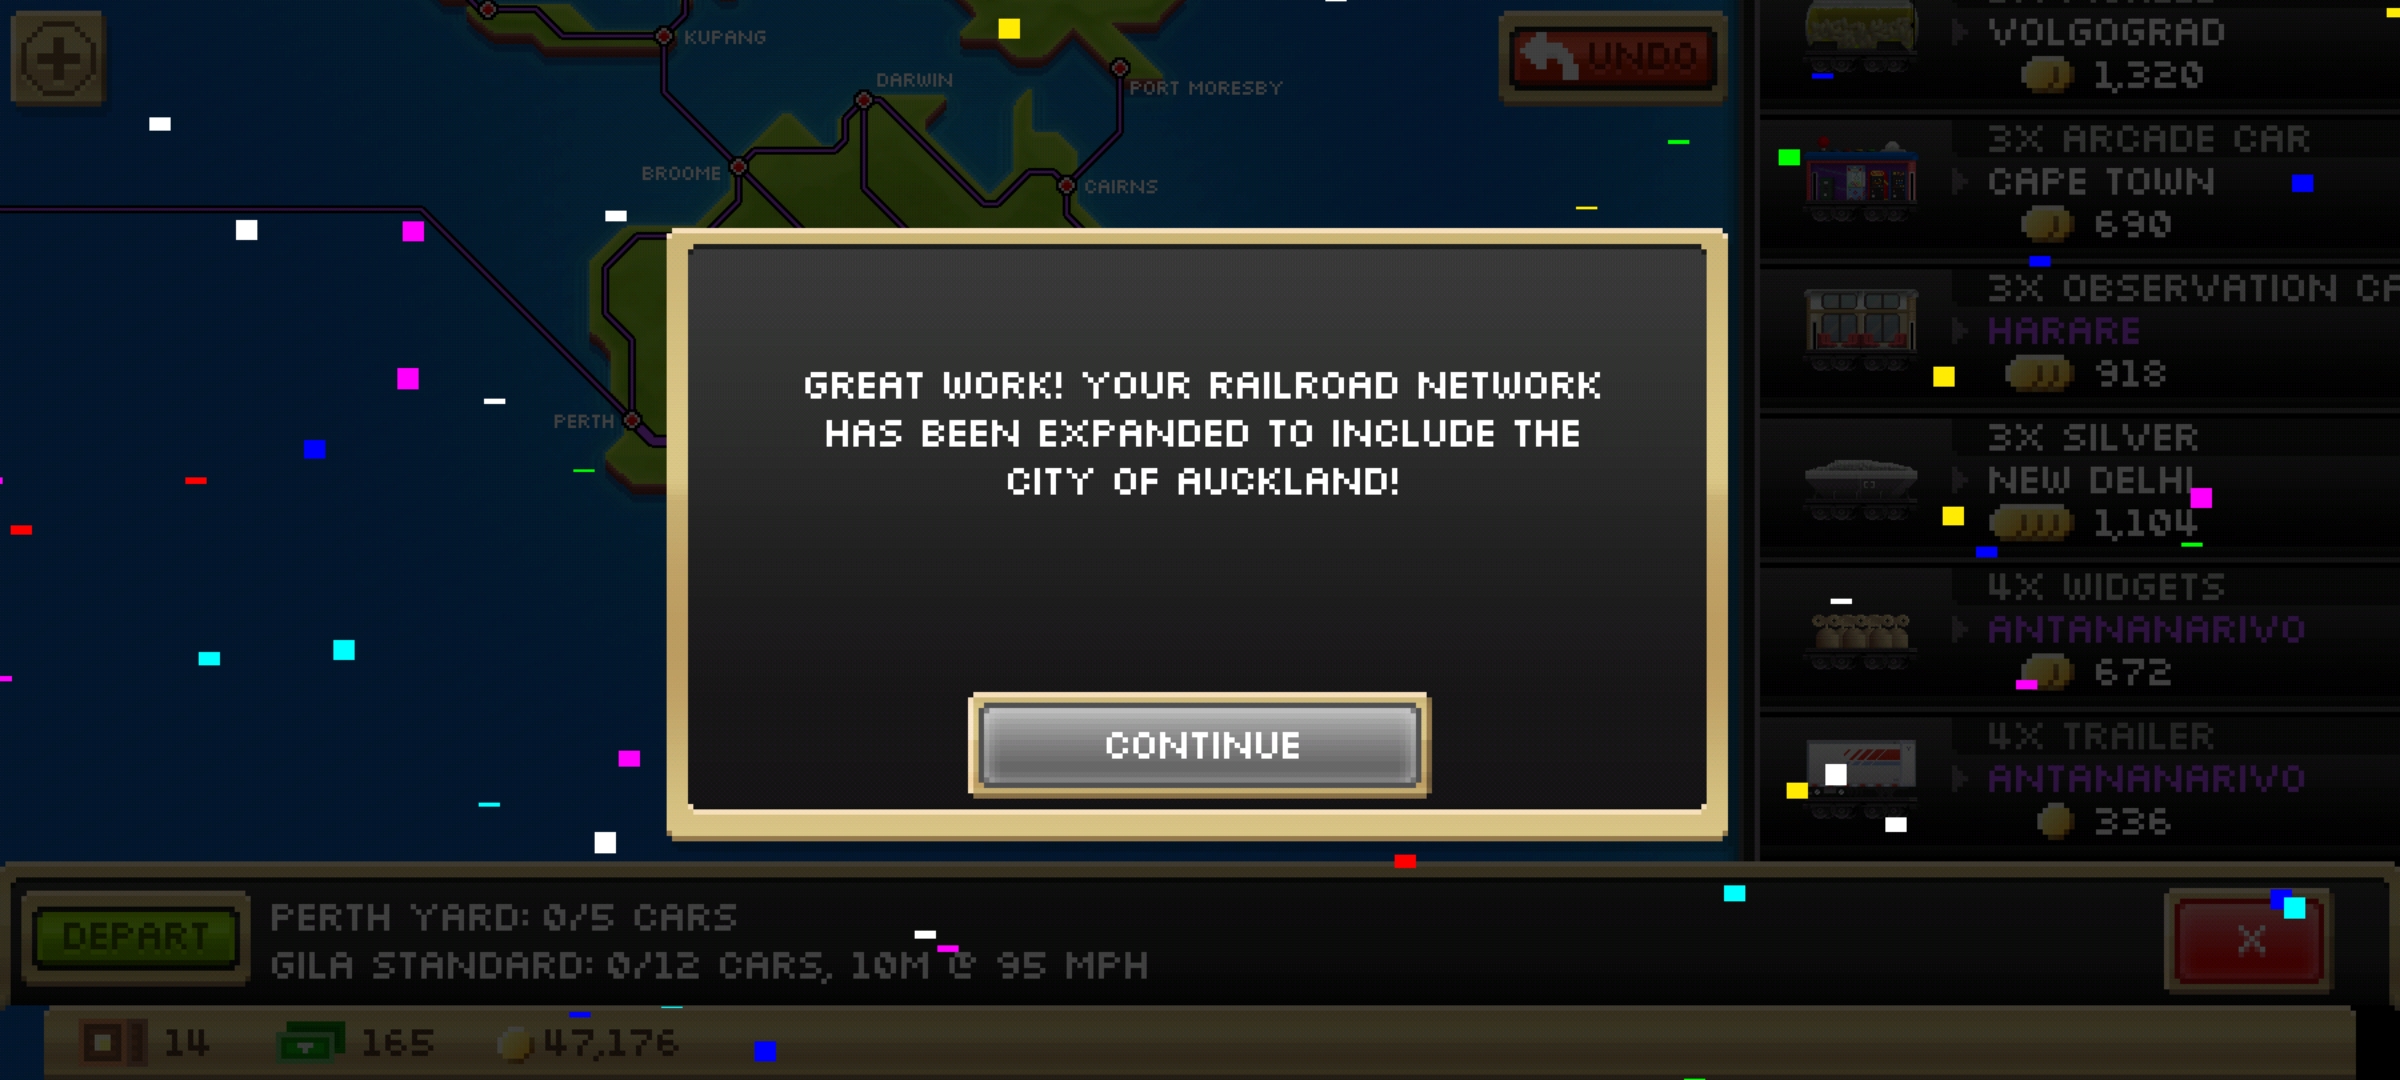 KUPANG
DARWIN
PORT MORESBY
BROOME
CAIRNS
PERTH
UNDO
VOLGOGRAD
1,320
3X ARCADE CAR
CAPE TOWN
690
3X OBSERVATION CA
HARARE
918
3X SILVER
NEW DELHI
1,104
4X WIDGETS
ANTANANARIVO
672
4X TRAILER
ANTANANARIVO
336
GREAT WORK! YOUR RAILROAD NETWORK
HAS BEEN EXPANDED TO INCLUDE THE
CITY OF AUCKLAND!
CONTINUE
DEPART
PERTH YARD: 0/5 CARS
GILA STANDARD: 0/12 CARS, 10M @ 95 MPH
X
14
165
47,176